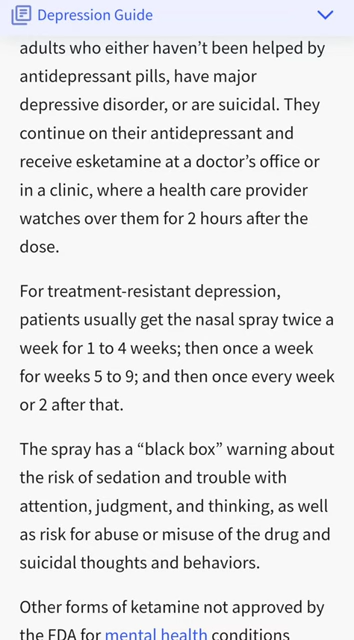 Depression Guide
adults who either haven’t been helped by
antidepressant pills, have major
depressive disorder, or are suicidal. They
continue on their antidepressant and
receive esketamine at a doctor’s office or
in a clinic, where a health care provider
watches over them for 2 hours after the
dose.
For treatment-resistant depression,
patients usually get the nasal spray twice a
week for 1 to 4 weeks; then once a week
for weeks 5 to 9; and then once every week
or 2 after that.
The spray has a “black box” warning about
the risk of sedation and trouble with
attention, judgment, and thinking, as well
as risk for abuse or misuse of the drug and
suicidal thoughts and behaviors.
Other forms of ketamine not approved by
the FDA for mental health conditions